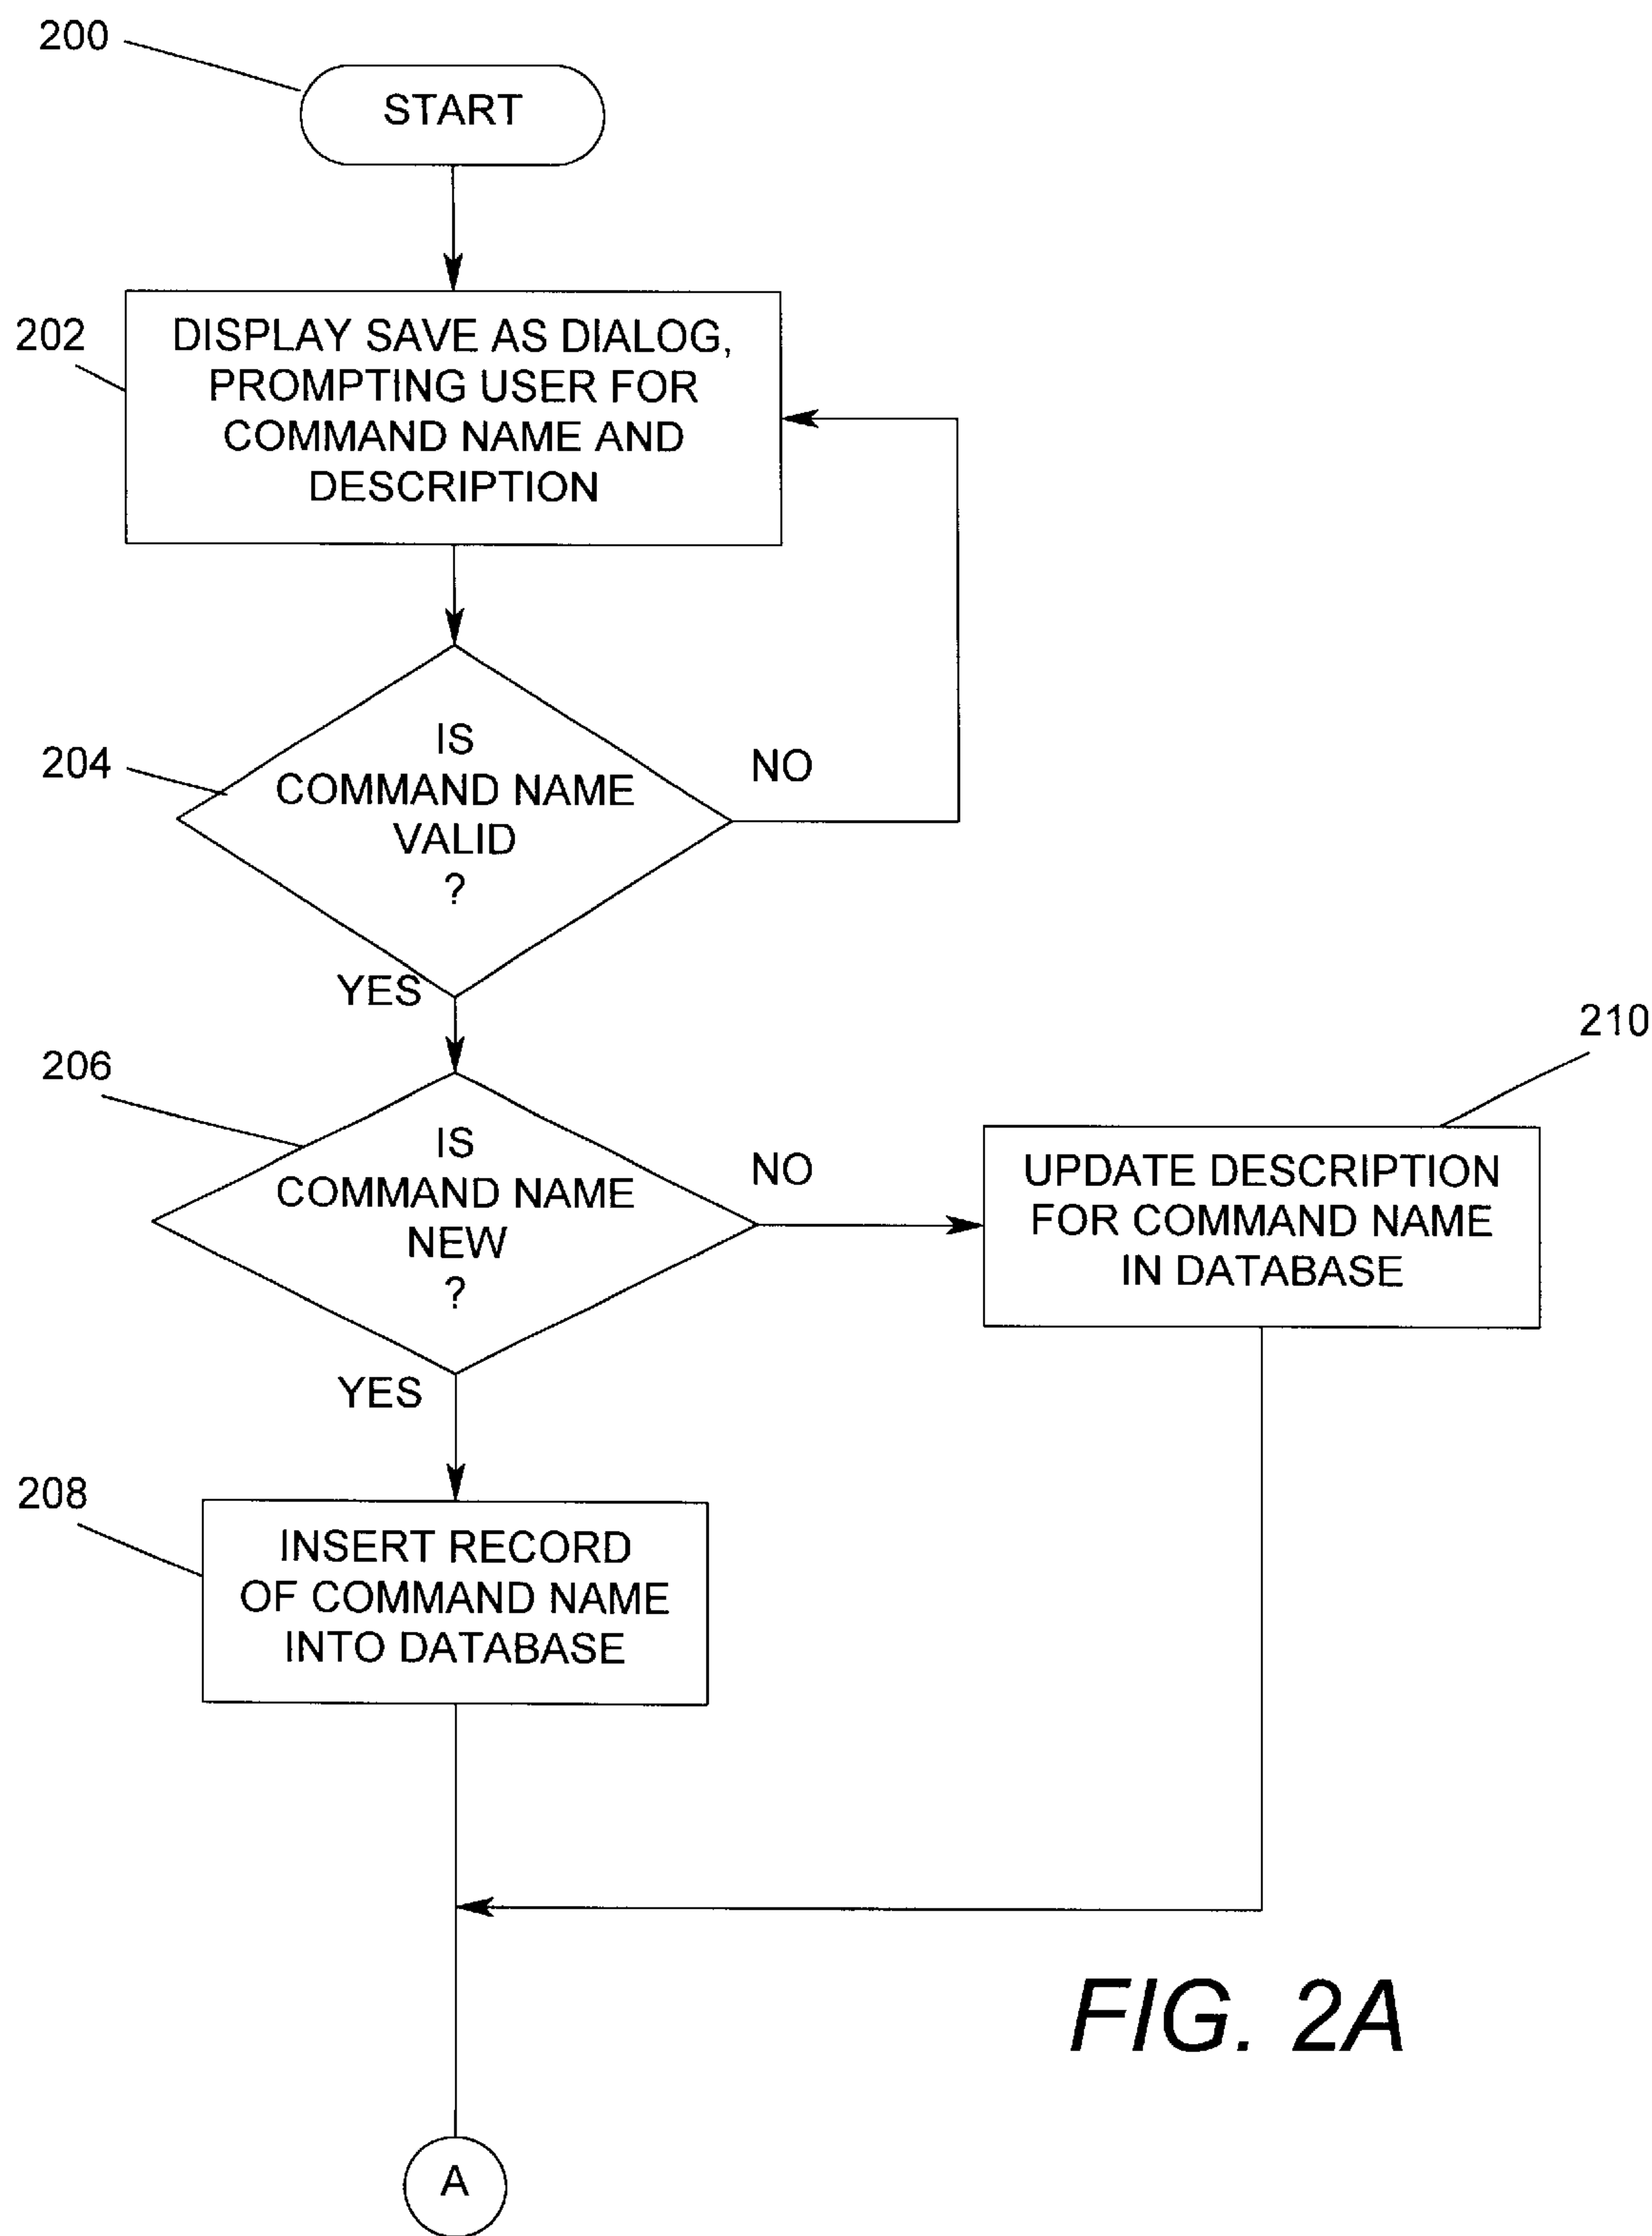 200
START
202
DISPLAY SAVE AS DIALOG,
PROMPTING USER FOR
COMMAND NAME AND
DESCRIPTION
204
IS
COMMAND NAME
VALID
?
NO
YES
206
IS
COMMAND NAME
NEW
?
NO
210
UPDATE DESCRIPTION
FOR COMMAND NAME
IN DATABASE
YES
208
INSERT RECORD
OF COMMAND NAME
INTO DATABASE
FIG. 2A
A